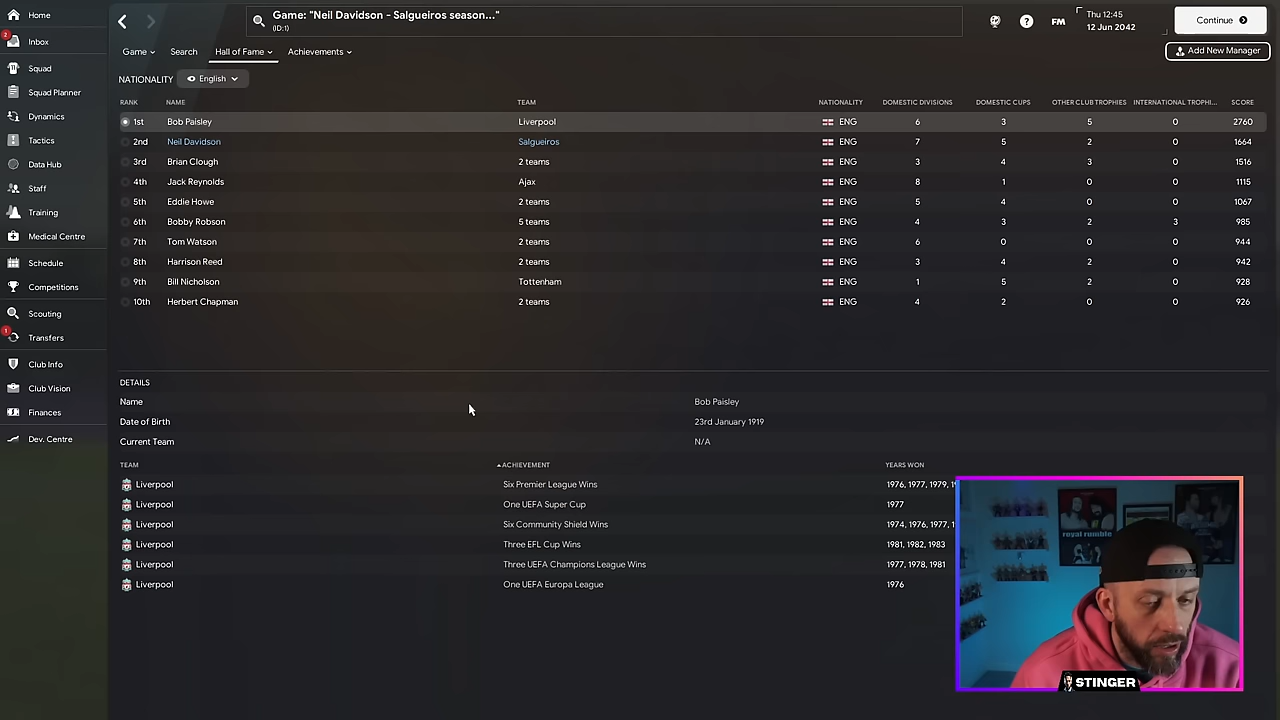 Home
Game: "Neil Davidson - Salgueiros season..."
(ID:1)
FM
Thu 12:45
12 Jun 2042
Continue
2
Inbox
Game
Search
Hall of Fame
Achievements
Add New Manager
Squad
Squad Planner
Dynamics
Tactics
Data Hub
Staff
Training
Medical Centre
Schedule
Competitions
Scouting
1
Transfers
Club Info
Club Vision
Finances
Dev. Centre
NATIONALITY English
RANK NAME TEAM NATIONALITY DOMESTIC DIVISIONS DOMESTIC CUPS OTHER CLUB TROPHIES INTERNATIONAL TROPHI... SCORE
1st Bob Paisley Liverpool ENG 6 3 5 0 2760
2nd Neil Davidson Salgueiros ENG 7 5 2 0 1664
3rd Brian Clough 2 teams ENG 3 4 3 0 1516
4th Jack Reynolds Ajax ENG 8 1 0 0 1115
5th Eddie Howe 2 teams ENG 5 4 0 0 1067
6th Bobby Robson 5 teams ENG 4 3 2 3 985
7th Tom Watson 2 teams ENG 6 0 0 0 944
8th Harrison Reed 2 teams ENG 3 4 2 0 942
9th Bill Nicholson Tottenham ENG 1 5 2 0 928
10th Herbert Chapman 2 teams ENG 4 2 0 0 926
DETAILS
Name Bob Paisley
Date of Birth 23rd January 1919
Current Team N/A
TEAM ACHIEVEMENT YEARS WON
Liverpool Six Premier League Wins 1976, 1977, 1979,
Liverpool One UEFA Super Cup 1977
Liverpool Six Community Shield Wins 1974, 1976, 1977,
Liverpool Three EFL Cup Wins 1981, 1982, 1983
Liverpool Three UEFA Champions League Wins 1977, 1978, 1981
Liverpool One UEFA Europa League 1976
royal rumble
STINGER